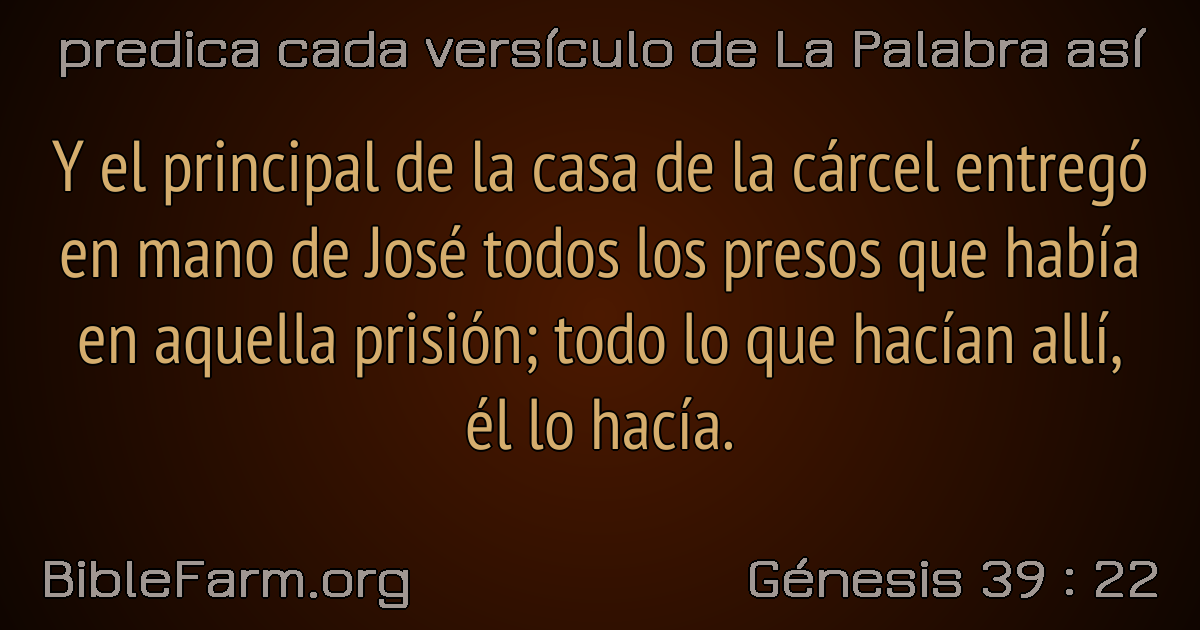 predica cada versículo de La Palabra así
Y el principal de la casa de la cárcel entregó
en mano de José todos los presos que había
en aquella prisión; todo lo que hacían allí,
él lo hacía.
BibleFarm.org
Génesis 39 : 22